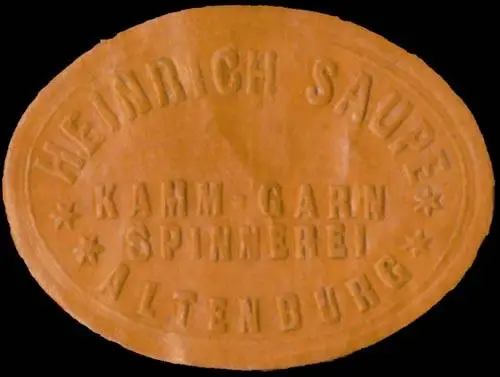 HEINRICH SAUPE
KAMM-GARN
SPINNEREI
ALTENBURG